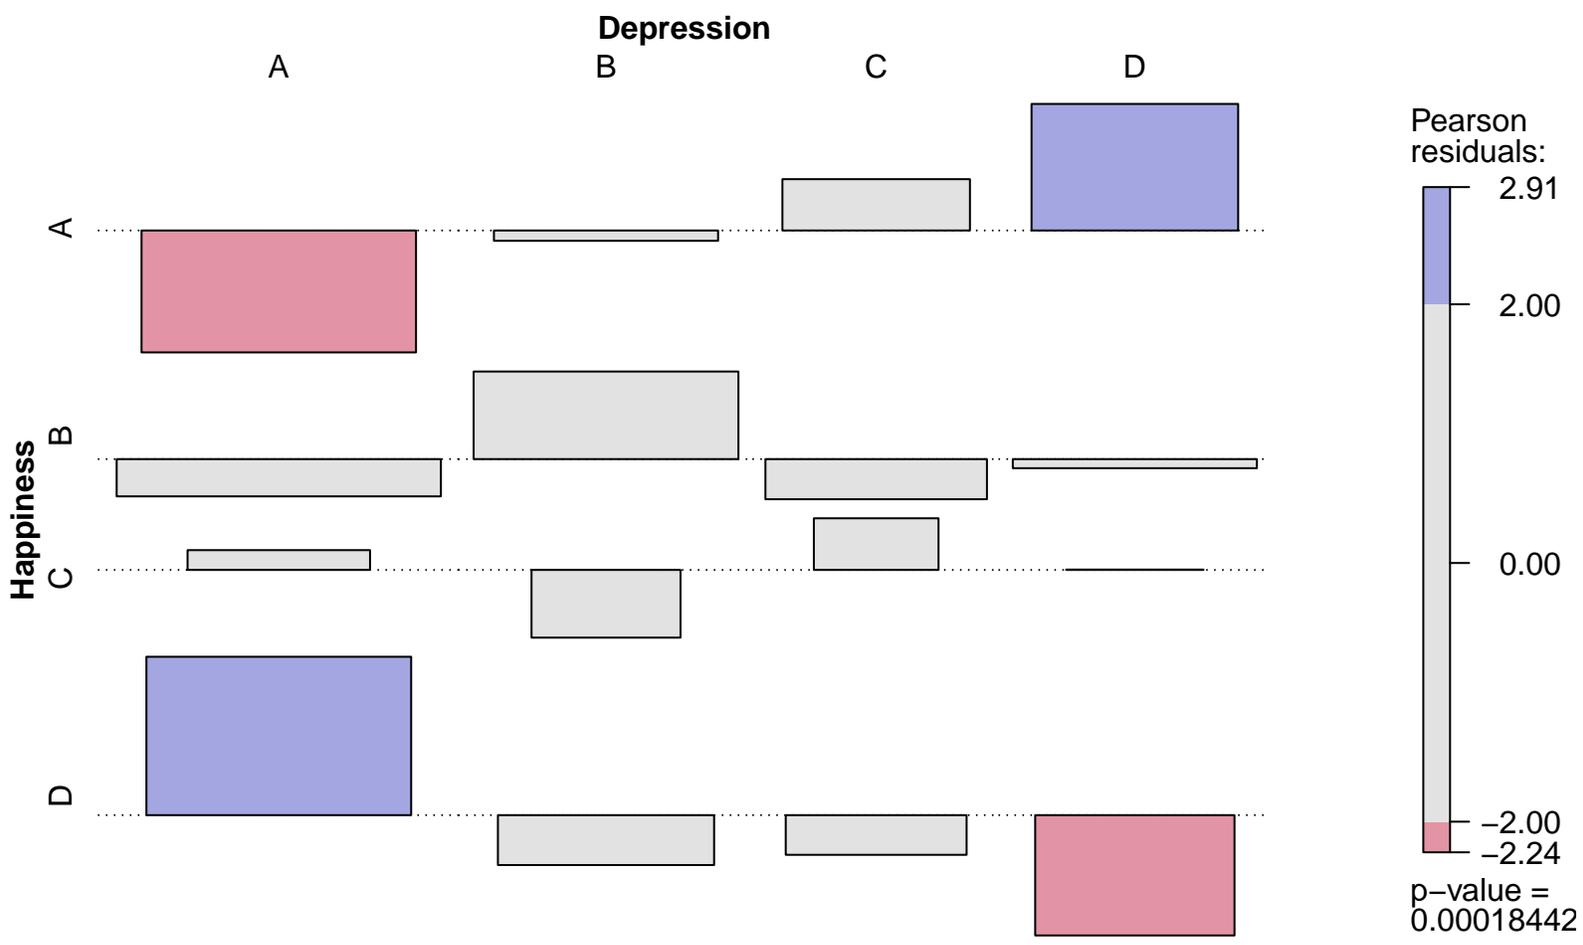 Depression
A B C D
Happiness
A
B
C
D
Pearson
residuals:
2.91
2.00
0.00
−2.00
−2.24
p−value =
0.00018442